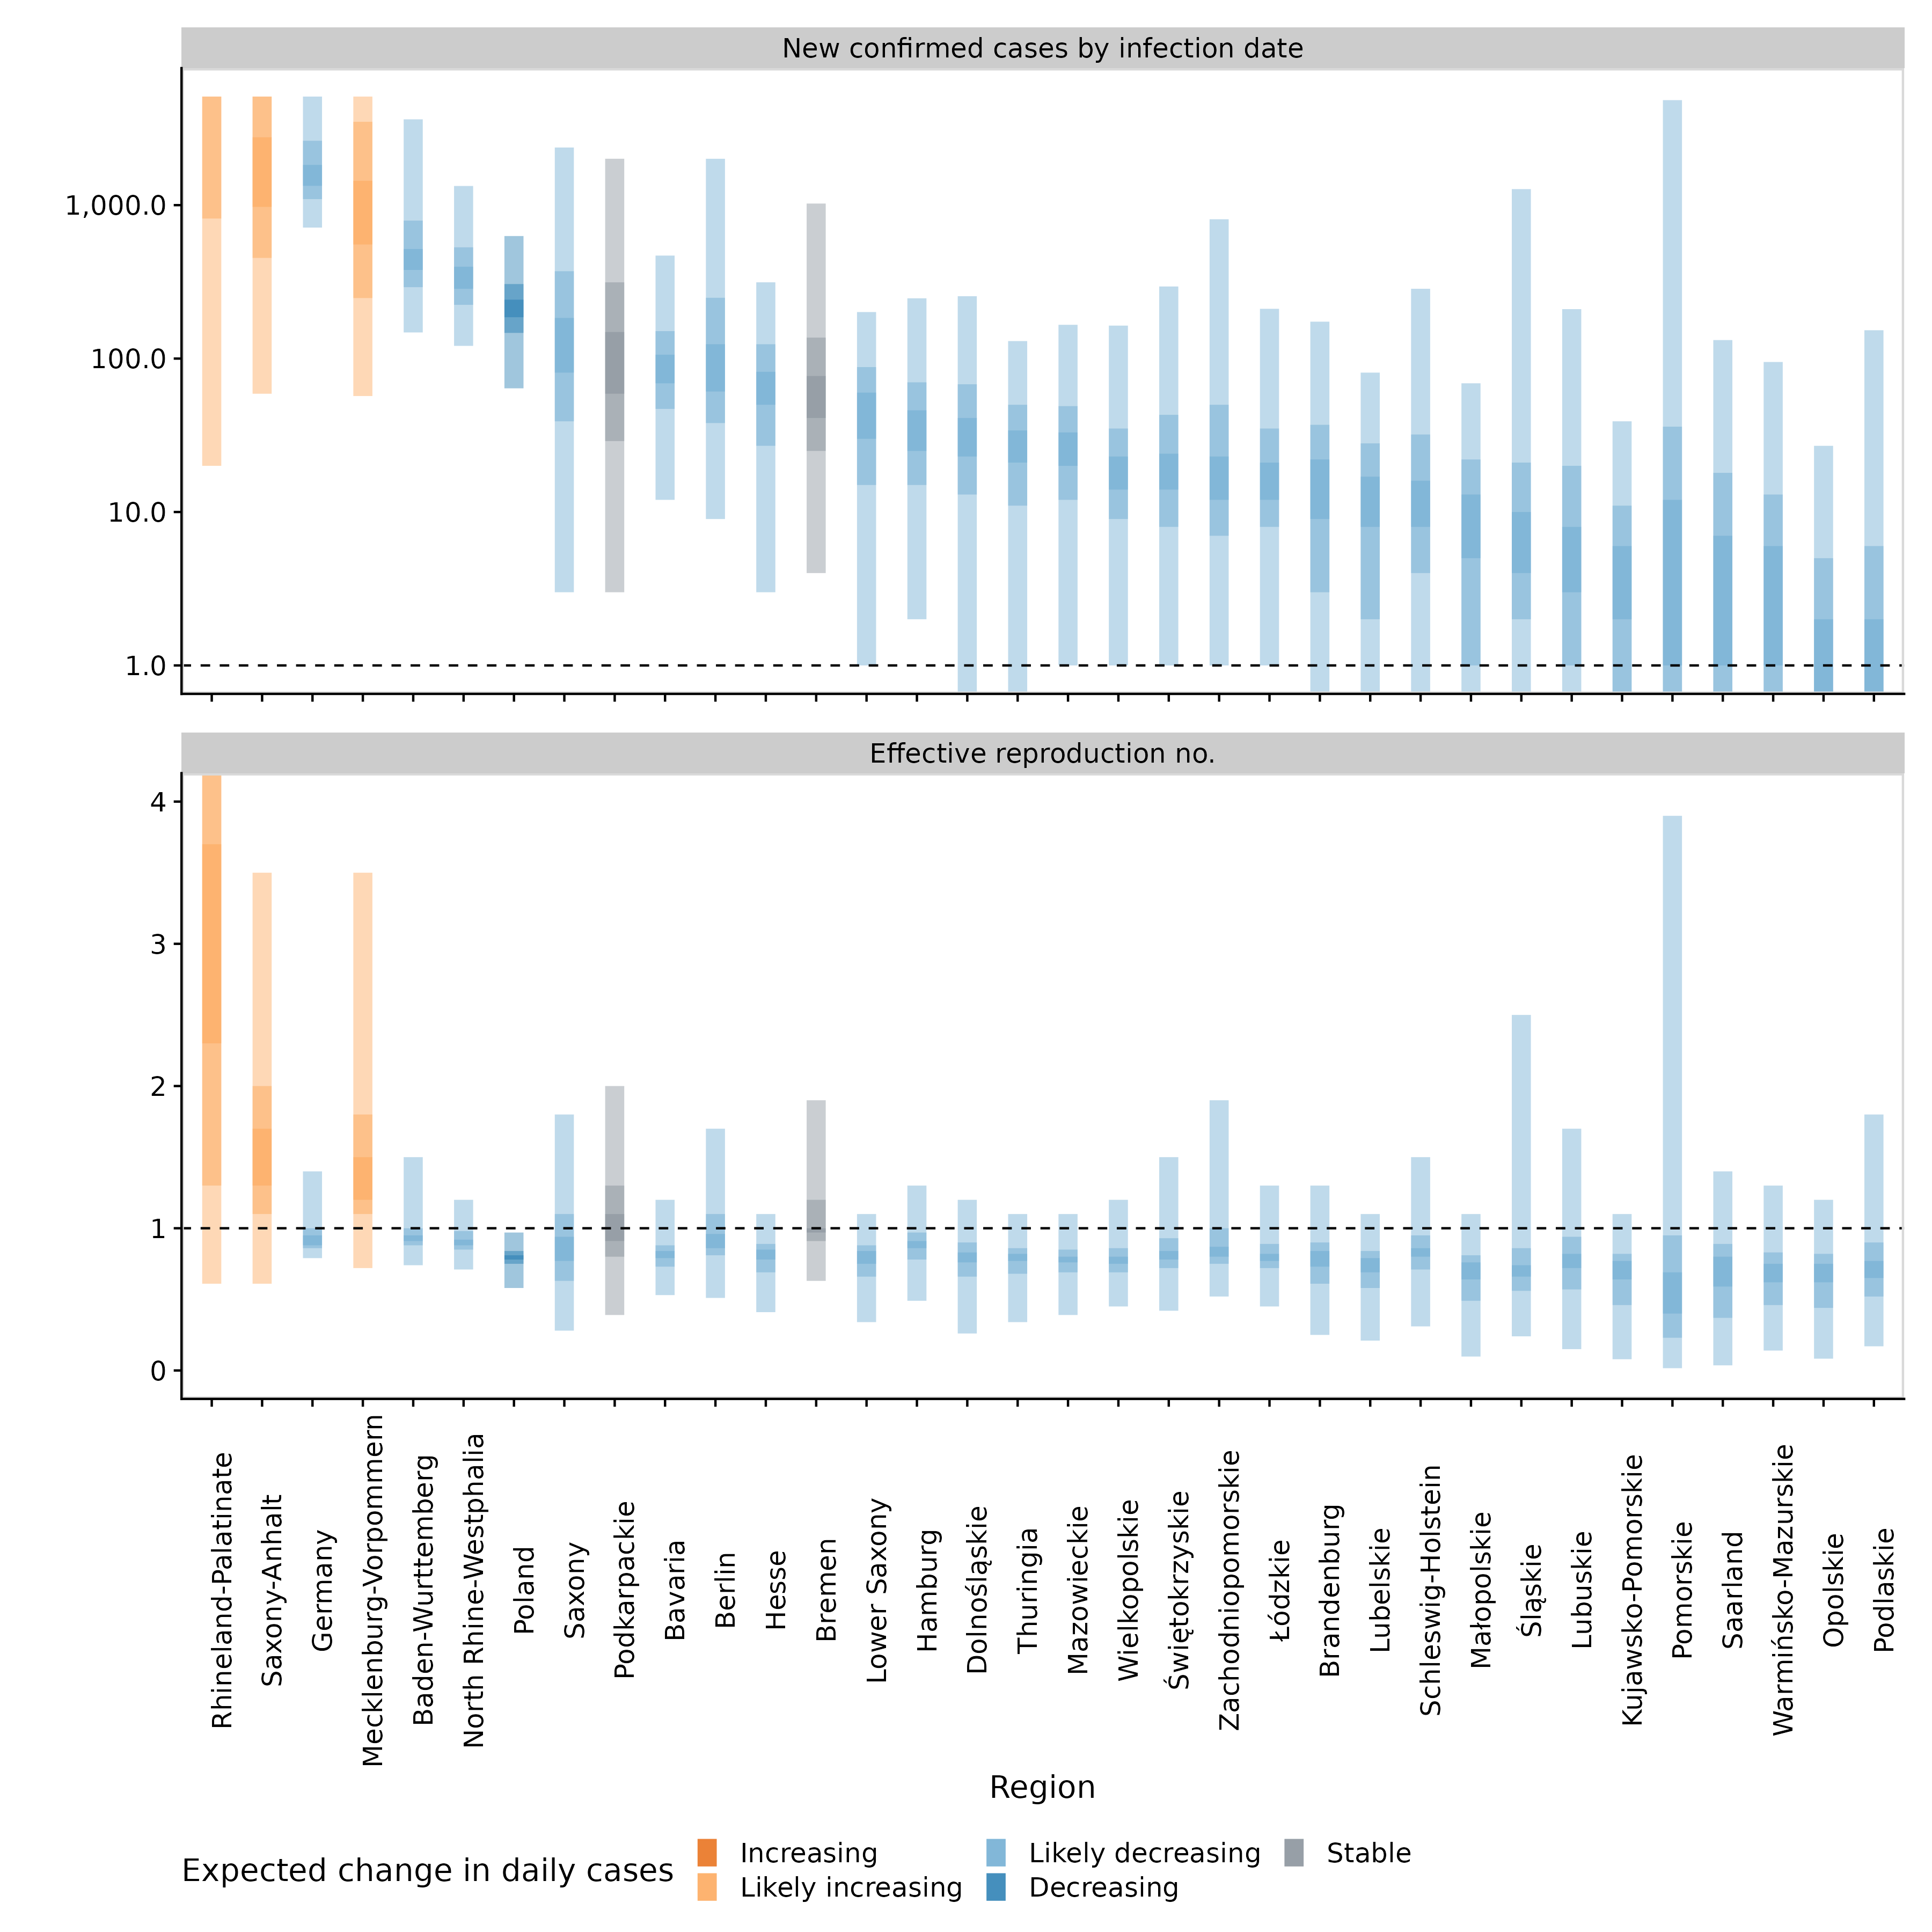 New confirmed cases by infection date
1,000.0
100.0
10.0
1.0
Effective reproduction no.
4
3
2
1
0
Rhineland-Palatinate
Saxony-Anhalt
Germany
Mecklenburg-Vorpommern
Baden-Wurttemberg
North Rhine-Westphalia
Poland
Saxony
Podkarpackie
Bavaria
Berlin
Hesse
Bremen
Lower Saxony
Hamburg
Dolnośląskie
Thuringia
Mazowieckie
Wielkopolskie
Świętokrzyskie
Zachodniopomorskie
Łódzkie
Brandenburg
Lubelskie
Schleswig-Holstein
Małopolskie
Śląskie
Lubuskie
Kujawsko-Pomorskie
Pomorskie
Saarland
Warmińsko-Mazurskie
Opolskie
Podlaskie
Region
Expected change in daily cases
Increasing
Likely increasing
Likely decreasing
Decreasing
Stable